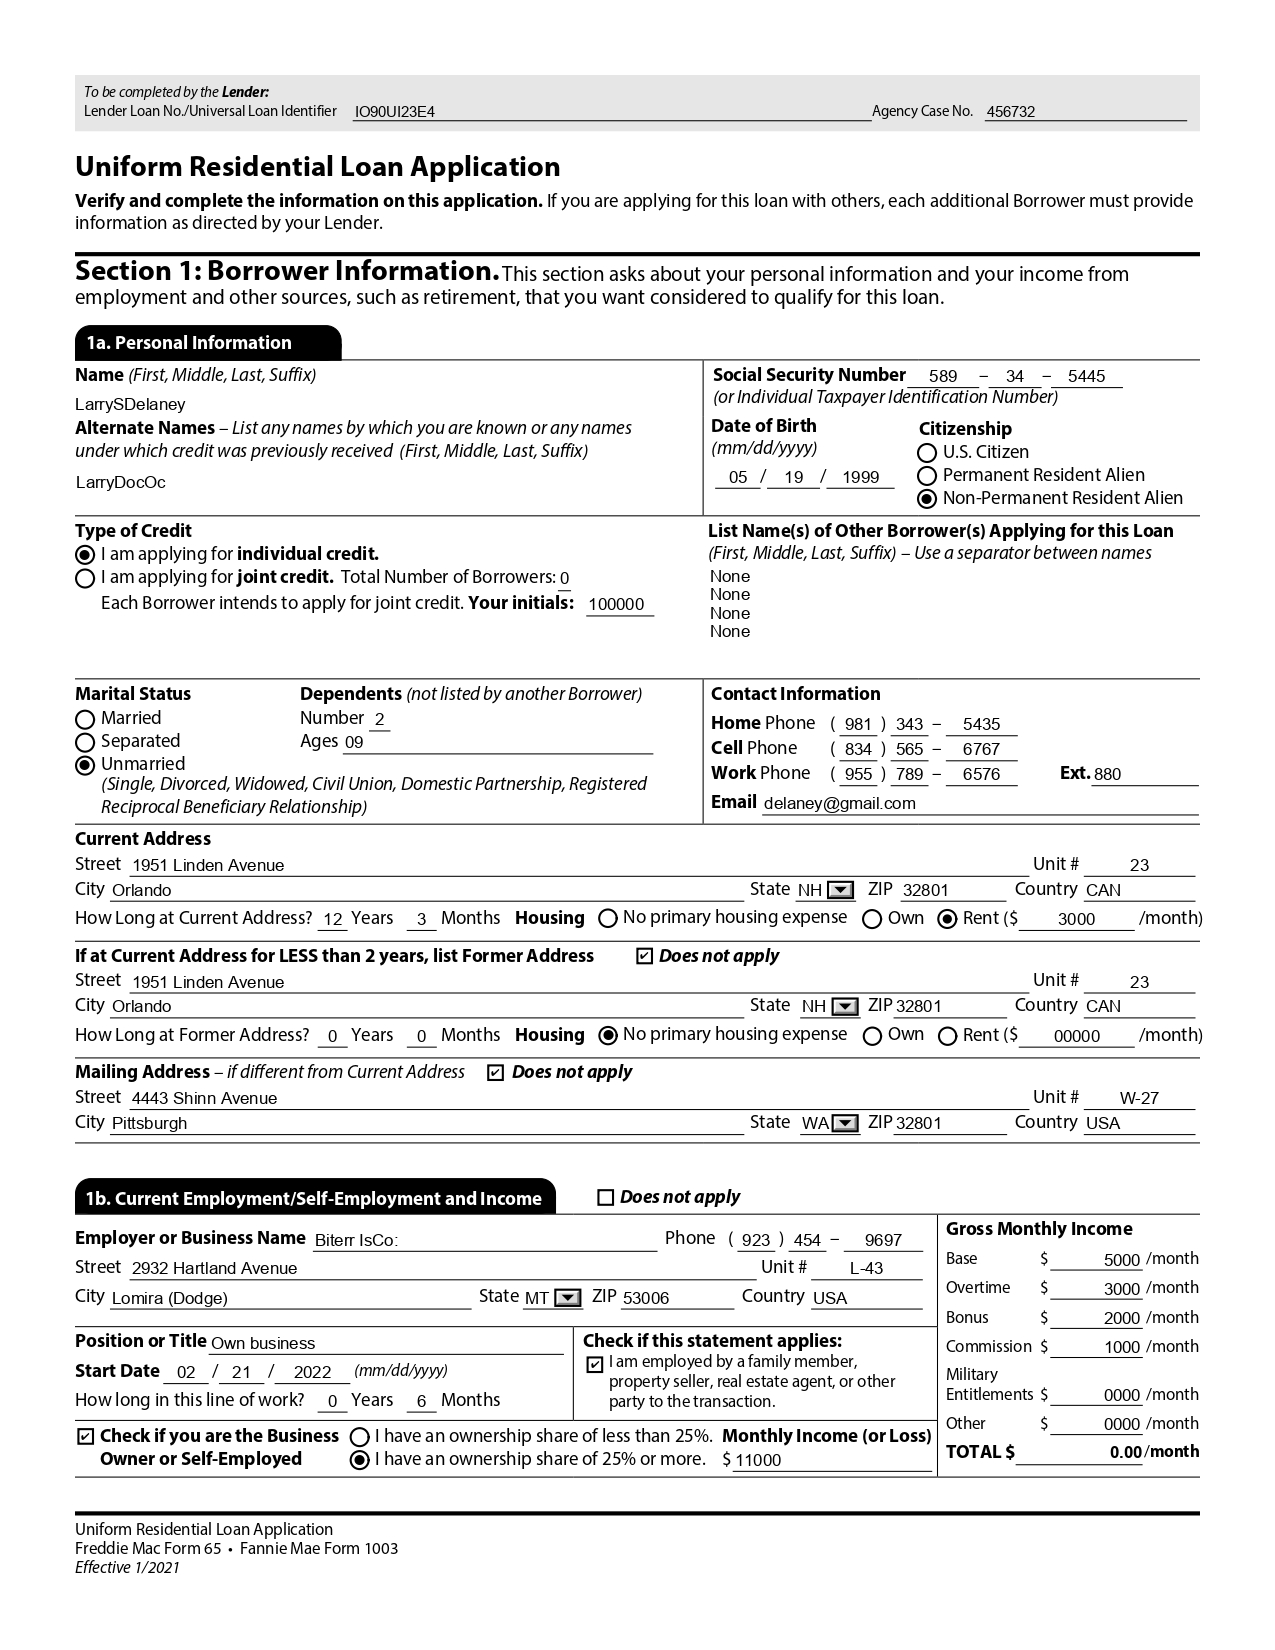 To be completed by the Lender:
Lender Loan No./Universal Loan Identifier IO90UI23E4 Agency Case No. 456732
Uniform Residential Loan Application
Verify and complete the information on this application. If you are applying for this loan with others, each additional Borrower must provide
information as directed by your Lender.
Section 1: Borrower Information. This section asks about your personal information and your income from
employment and other sources, such as retirement, that you want considered to qualify for this loan.
1a. Personal Information
Name (First, Middle, Last, Suffix)
LarrySDelaney
Alternate Names – List any names by which you are known or any names
under which credit was previously received (First, Middle, Last, Suffix)
LarryDocOc
Social Security Number 589 – 34 – 5445
(or Individual Taxpayer Identification Number)
Date of Birth
(mm/dd/yyyy)
05 / 19 / 1999
Citizenship
U.S. Citizen
Permanent Resident Alien
Non-Permanent Resident Alien
Type of Credit
I am applying for individual credit.
I am applying for joint credit. Total Number of Borrowers: 0
Each Borrower intends to apply for joint credit. Your initials: 100000
List Name(s) of Other Borrower(s) Applying for this Loan
(First, Middle, Last, Suffix) – Use a separator between names
None
None
None
None
Marital Status
Married
Separated
Unmarried
(Single, Divorced, Widowed, Civil Union, Domestic Partnership, Registered
Reciprocal Beneficiary Relationship)
Dependents (not listed by another Borrower)
Number 2
Ages 09
Contact Information
Home Phone ( 981 ) 343 – 5435
Cell Phone ( 834 ) 565 – 6767
Work Phone ( 955 ) 789 – 6576 Ext. 880
Email delaney@gmail.com
Current Address
Street 1951 Linden Avenue Unit # 23
City Orlando State NH ZIP 32801 Country CAN
How Long at Current Address? 12 Years 3 Months Housing No primary housing expense Own Rent ($ 3000 /month)
If at Current Address for LESS than 2 years, list Former Address Does not apply
Street 1951 Linden Avenue Unit # 23
City Orlando State NH ZIP 32801 Country CAN
How Long at Former Address? 0 Years 0 Months Housing No primary housing expense Own Rent ($ 00000 /month)
Mailing Address – if different from Current Address Does not apply
Street 4443 Shinn Avenue Unit # W-27
City Pittsburgh State WA ZIP 32801 Country USA
1b. Current Employment/Self-Employment and Income Does not apply
Employer or Business Name Biterr IsCo: Phone ( 923 ) 454 – 9697
Street 2932 Hartland Avenue Unit # L-43
City Lomira (Dodge) State MT ZIP 53006 Country USA
Position or Title Own business
Start Date 02 / 21 / 2022 (mm/dd/yyyy)
How long in this line of work? 0 Years 6 Months
Check if this statement applies:
I am employed by a family member,
property seller, real estate agent, or other
party to the transaction.
Check if you are the Business
Owner or Self-Employed
I have an ownership share of less than 25%.
I have an ownership share of 25% or more.
Monthly Income (or Loss)
$ 11000
Gross Monthly Income
Base $ 5000 /month
Overtime $ 3000 /month
Bonus $ 2000 /month
Commission $ 1000 /month
Military
Entitlements $ 0000 /month
Other $ 0000 /month
TOTAL $ 0.00 /month
Uniform Residential Loan Application
Freddie Mac Form 65 • Fannie Mae Form 1003
Effective 1/2021